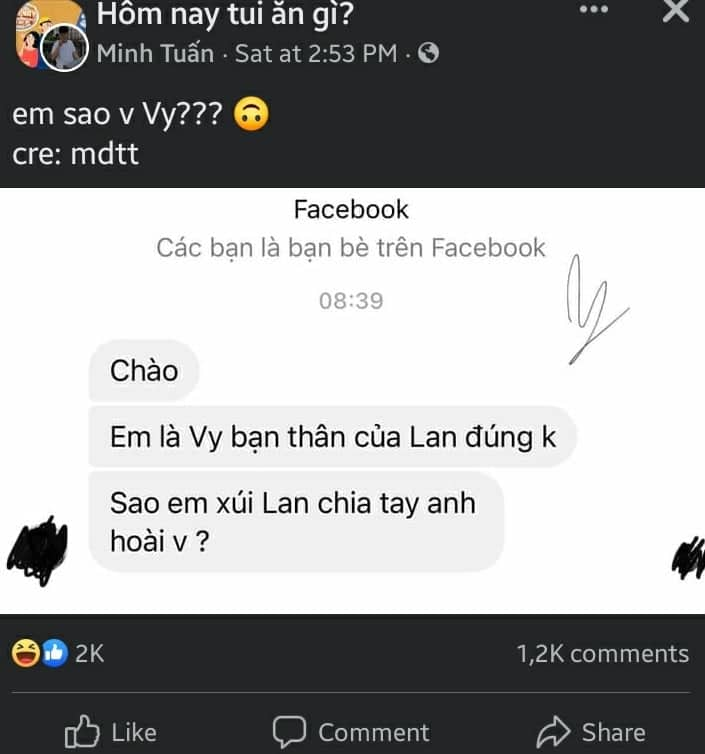 Hôm nay tui ăn gì?
Minh Tuấn · Sat at 2:53 PM ·
em sao v Vy??? 🙃
cre: mdtt
Facebook
Các bạn là bạn bè trên Facebook
08:39
Chào
Em là Vy bạn thân của Lan đúng k
Sao em xúi Lan chia tay anh
hoài v ?
2K
1,2K comments
Like
Comment
Share